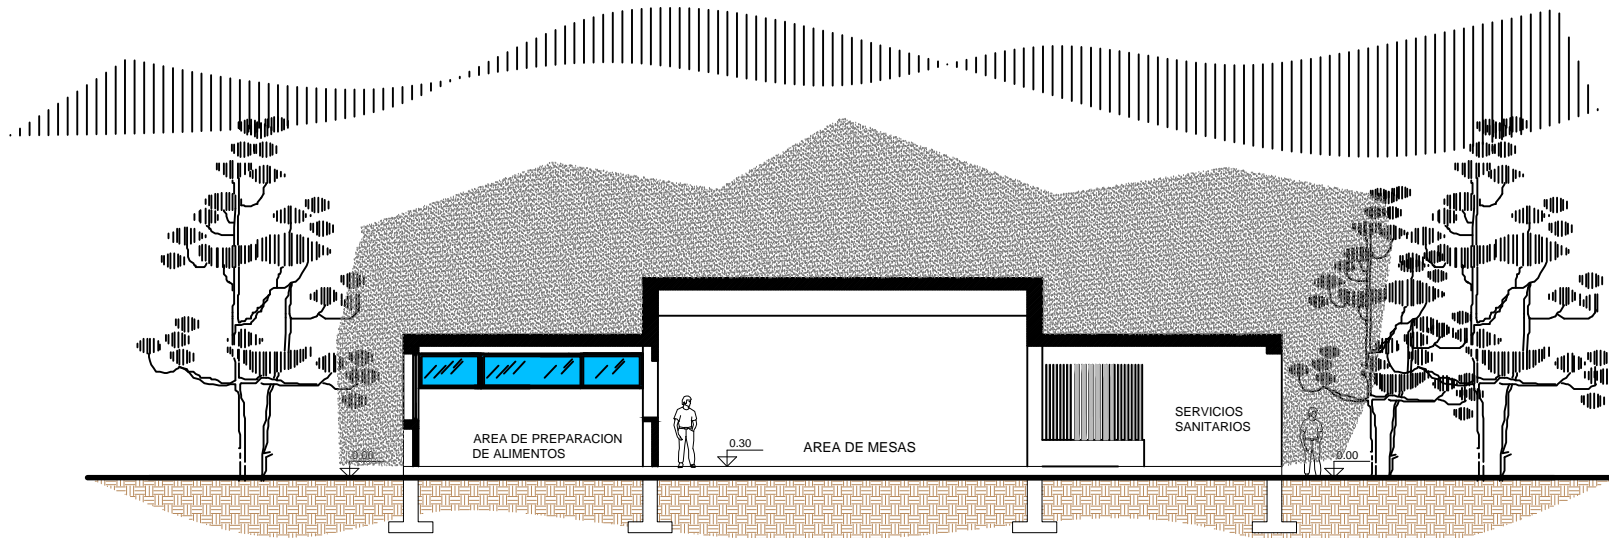 AREA DE PREPARACION
DE ALIMENTOS
AREA DE MESAS
SERVICIOS
SANITARIOS
0.00
0.30
0.00